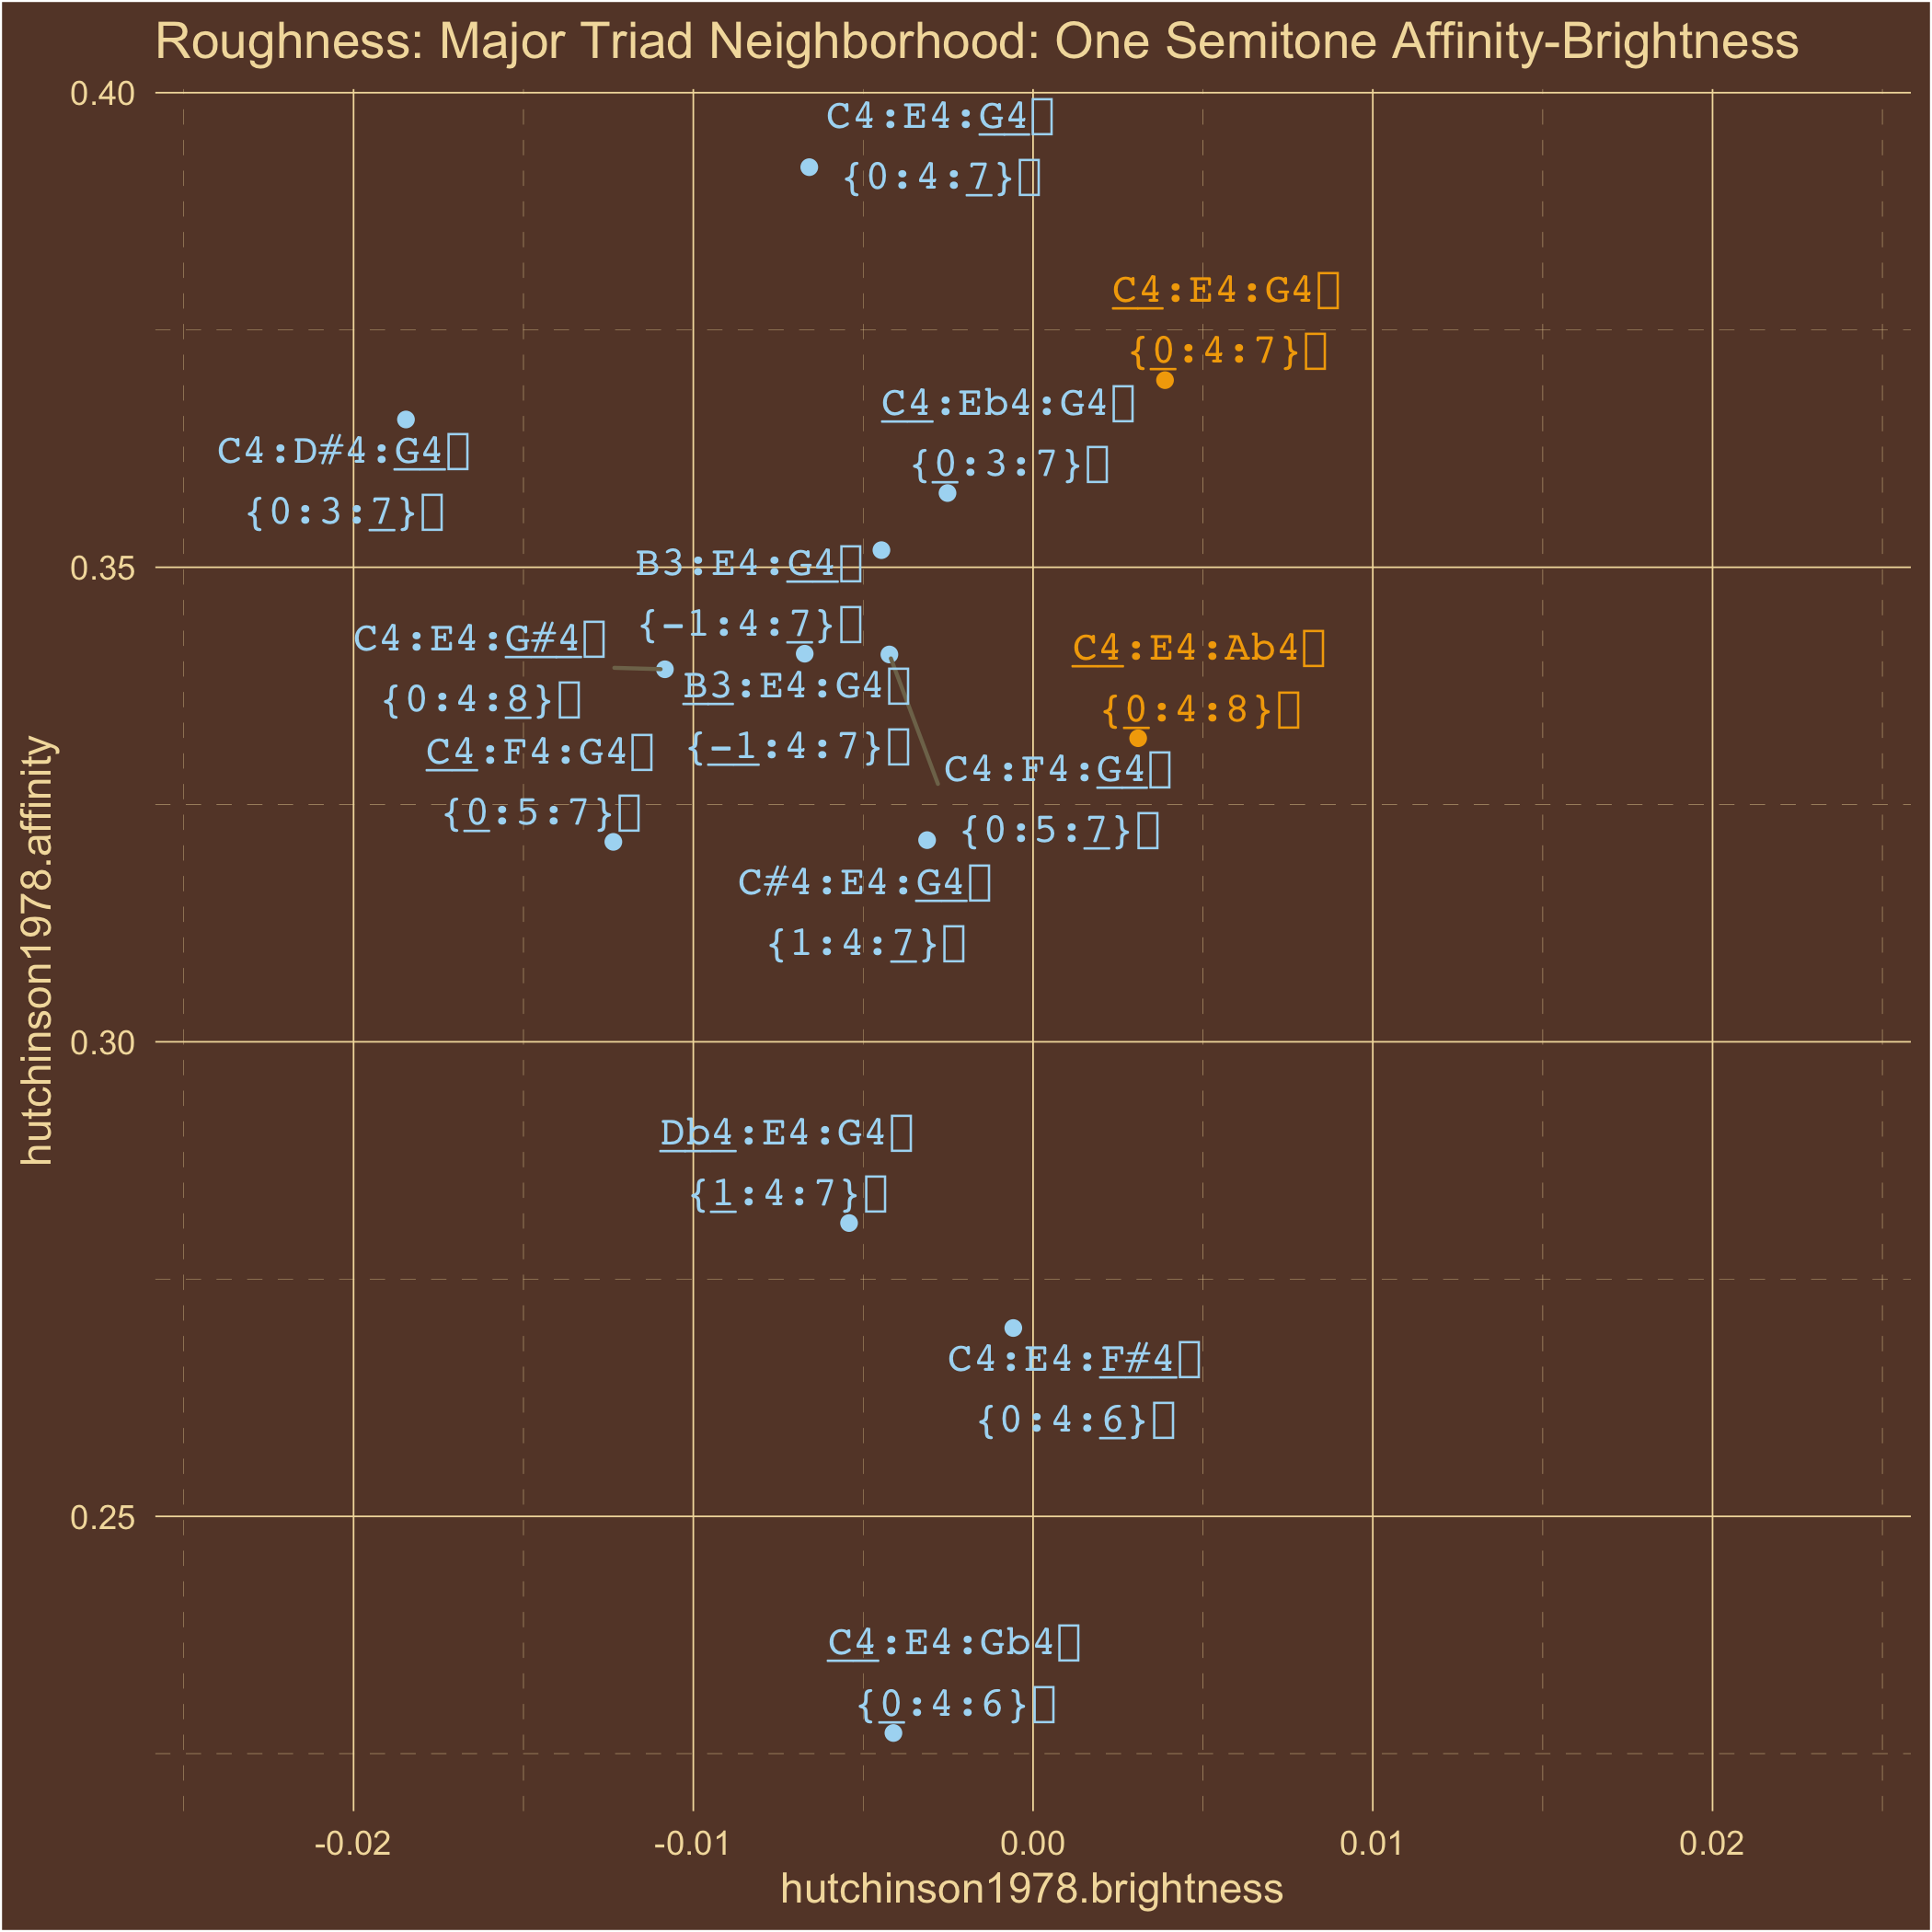 Roughness: Major Triad Neighborhood: One Semitone Affinity-Brightness
0.40
C4:E4:G4
{0:4:7}
C4:E4:G4
{0:4:7}
C4:Eb4:G4
{0:3:7}
C4:D#4:G4
{0:3:7}
0.35
B3:E4:G4
{-1:4:7}
C4:E4:G#4
{0:4:8}
C4:E4:Ab4
{0:4:8}
B3:E4:G4
{-1:4:7}
C4:F4:G4
{0:5:7}
C4:F4:G4
{0:5:7}
C#4:E4:G4
{1:4:7}
0.30
Db4:E4:G4
{1:4:7}
C4:E4:F#4
{0:4:6}
0.25
C4:E4:Gb4
{0:4:6}
hutchinson1978.affinity
-0.02 -0.01 0.00 0.01 0.02
hutchinson1978.brightness